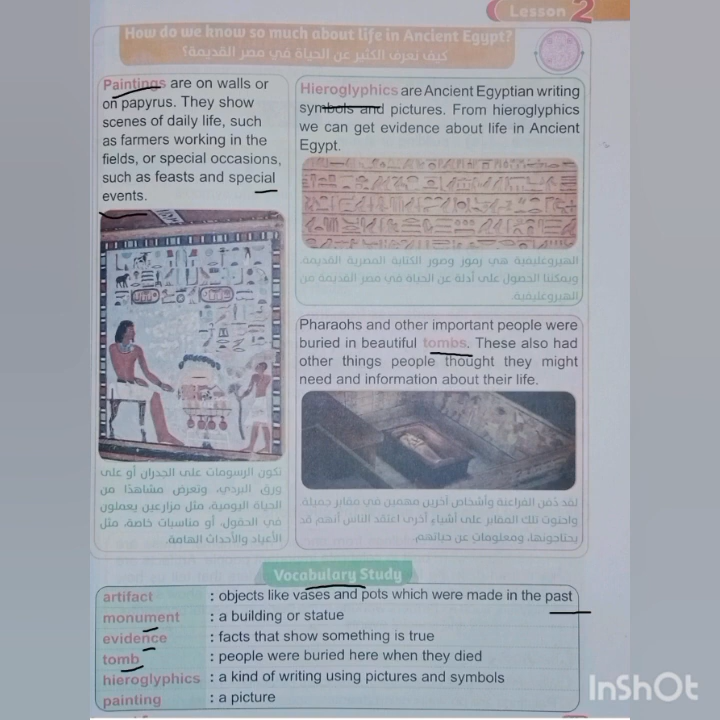 Lesson 2
How do we know so much about life in Ancient Egypt?
كيف نعرف الكثير عن الحياة في مصر القديمة؟
Paintings are on walls or
on papyrus. They show
scenes of daily life, such
as farmers working in the
fields, or special occasions,
such as feasts and special
events.
تكون الرسومات على الجدران أو على
ورق البردي، وتعرض مشاهدًا من
الحياة اليومية، مثل مزارعين يعملون
في الحقول، أو مناسبات خاصة، مثل
الأعياد والأحداث الهامة.
Hieroglyphics are Ancient Egyptian writing
symbols and pictures. From hieroglyphics
we can get evidence about life in Ancient
Egypt.
الهيروغليفية هي رموز وصور الكتابة المصرية القديمة.
ويمكننا الحصول على أدلة عن الحياة في مصر القديمة من
الهيروغليفية
Pharaohs and other important people were
buried in beautiful tombs. These also had
other things people thought they might
need and information about their life.
لقد دُفن الفراعنة وأشخاص آخرين مهمين في مقابر جميلة.
واحتوت تلك المقابر على أشياءٍ أخرى اعتقد الناس أنهم قد
يحتاجونها، ومعلوماتٍ عن حياتهم.
Vocabulary Study
artifact : objects like vases and pots which were made in the past
monument : a building or statue
evidence : facts that show something is true
tomb : people were buried here when they died
hieroglyphics : a kind of writing using pictures and symbols
painting : a picture
InShOt